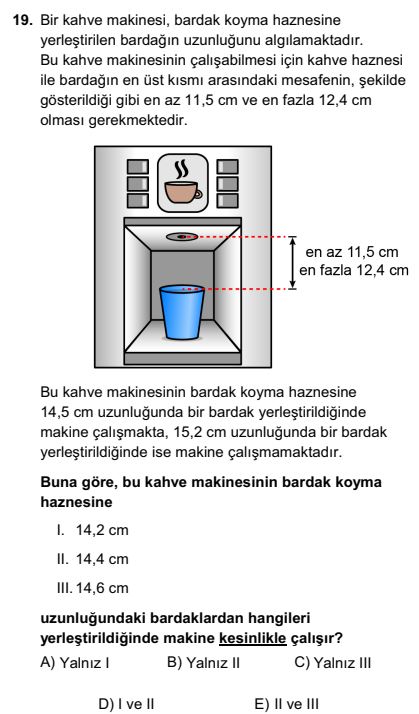 19. Bir kahve makinesi, bardak koyma haznesine
yerleştirilen bardağın uzunluğunu algılamaktadır.
Bu kahve makinesinin çalışabilmesi için kahve haznesi
ile bardağın en üst kısmı arasındaki mesafenin, şekilde
gösterildiği gibi en az 11,5 cm ve en fazla 12,4 cm
olması gerekmektedir.
en az 11,5 cm
en fazla 12,4 cm
Bu kahve makinesinin bardak koyma haznesine
14,5 cm uzunluğunda bir bardak yerleştirildiğinde
makine çalışmakta, 15,2 cm uzunluğunda bir bardak
yerleştirildiğinde ise makine çalışmamaktadır.
Buna göre, bu kahve makinesinin bardak koyma
haznesine
I. 14,2 cm
II. 14,4 cm
III. 14,6 cm
uzunluğundaki bardaklardan hangileri
yerleştirildiğinde makine kesinlikle çalışır?
A) Yalnız I B) Yalnız II C) Yalnız III
D) I ve II E) II ve III